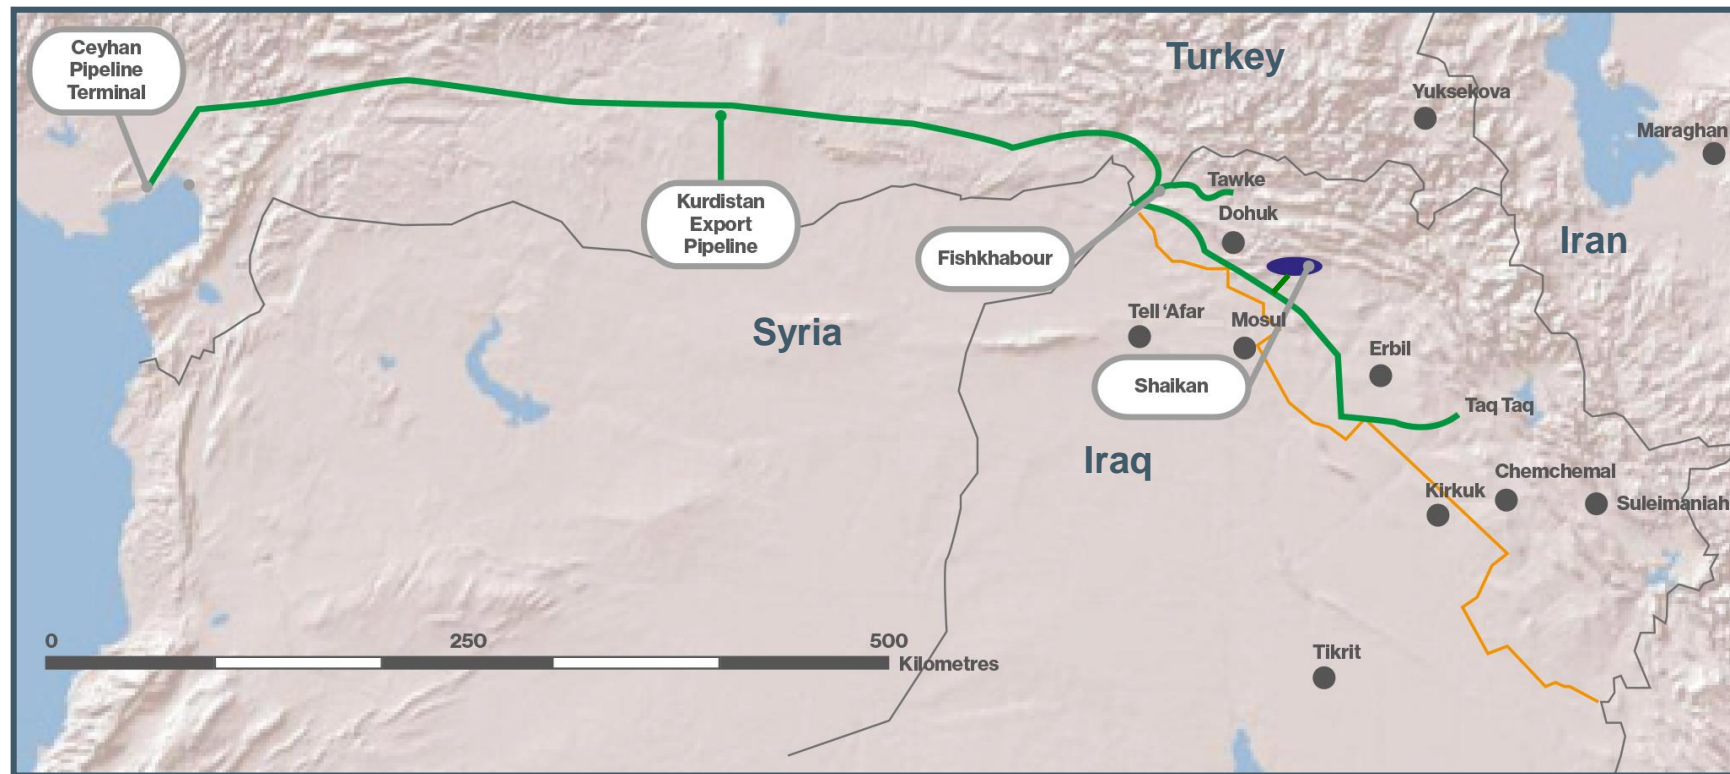 Ceyhan
Pipeline
Terminal
Turkey
Yuksekova
Maraghan
Kurdistan
Export
Pipeline
Tawke
Dohuk
Fishkhabour
Iran
Syria
Tell ‘Afar
Mosul
Erbil
Shaikan
Taq Taq
Iraq
Chemchemal
Kirkuk
Suleimaniah
0 250 500
Kilometres
Tikrit